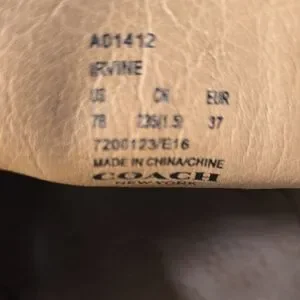 A01412
IRVINE
US CN EUR
7B 235(1.5) 37
7200123/E16
MADE IN CHINA/CHINE
COACH
NEW YORK